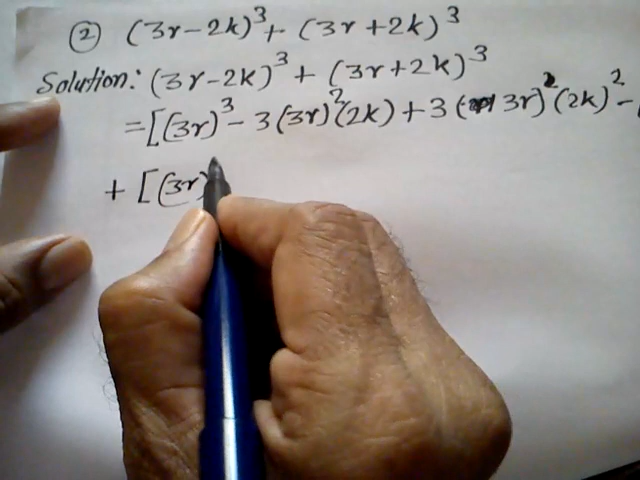 ② (3r-2k)³ + (3r+2k)³
Solution: (3r-2k)³ + (3r+2k)³
= [(3r)³ - 3(3r)²(2k) + 3(3r)²(2k)² -
+ [(3r)